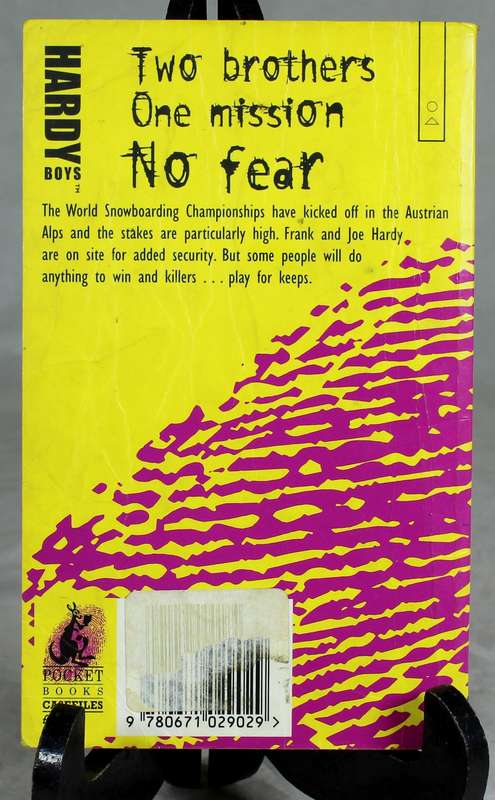 HARDY
BOYS™
Two brothers
One mission
No fear
The World Snowboarding Championships have kicked off in the Austrian
Alps and the stakes are particularly high. Frank and Joe Hardy
are on site for added security. But some people will do
anything to win and killers . . . play for keeps.
POCKET
BOOKS
CASEFILES
9 780671 029029 >